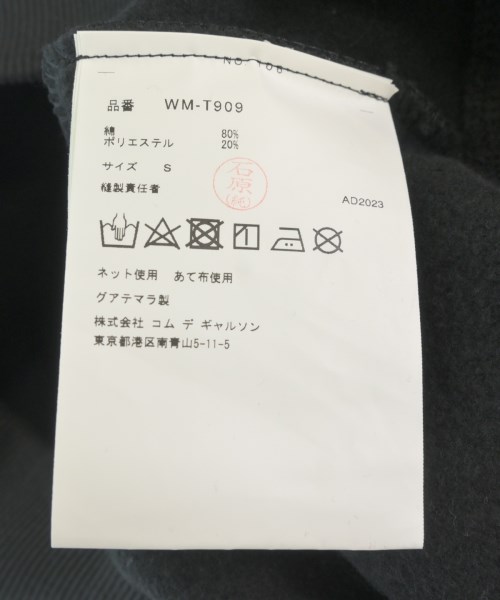 NO 106
品番 WM-T909
綿 80%
ポリエステル 20%
サイズ S
縫製責任者
石原
AD2023
ネット使用 あて布使用
グアテマラ製
株式会社 コム デ ギャルソン
東京都港区南青山5-11-5